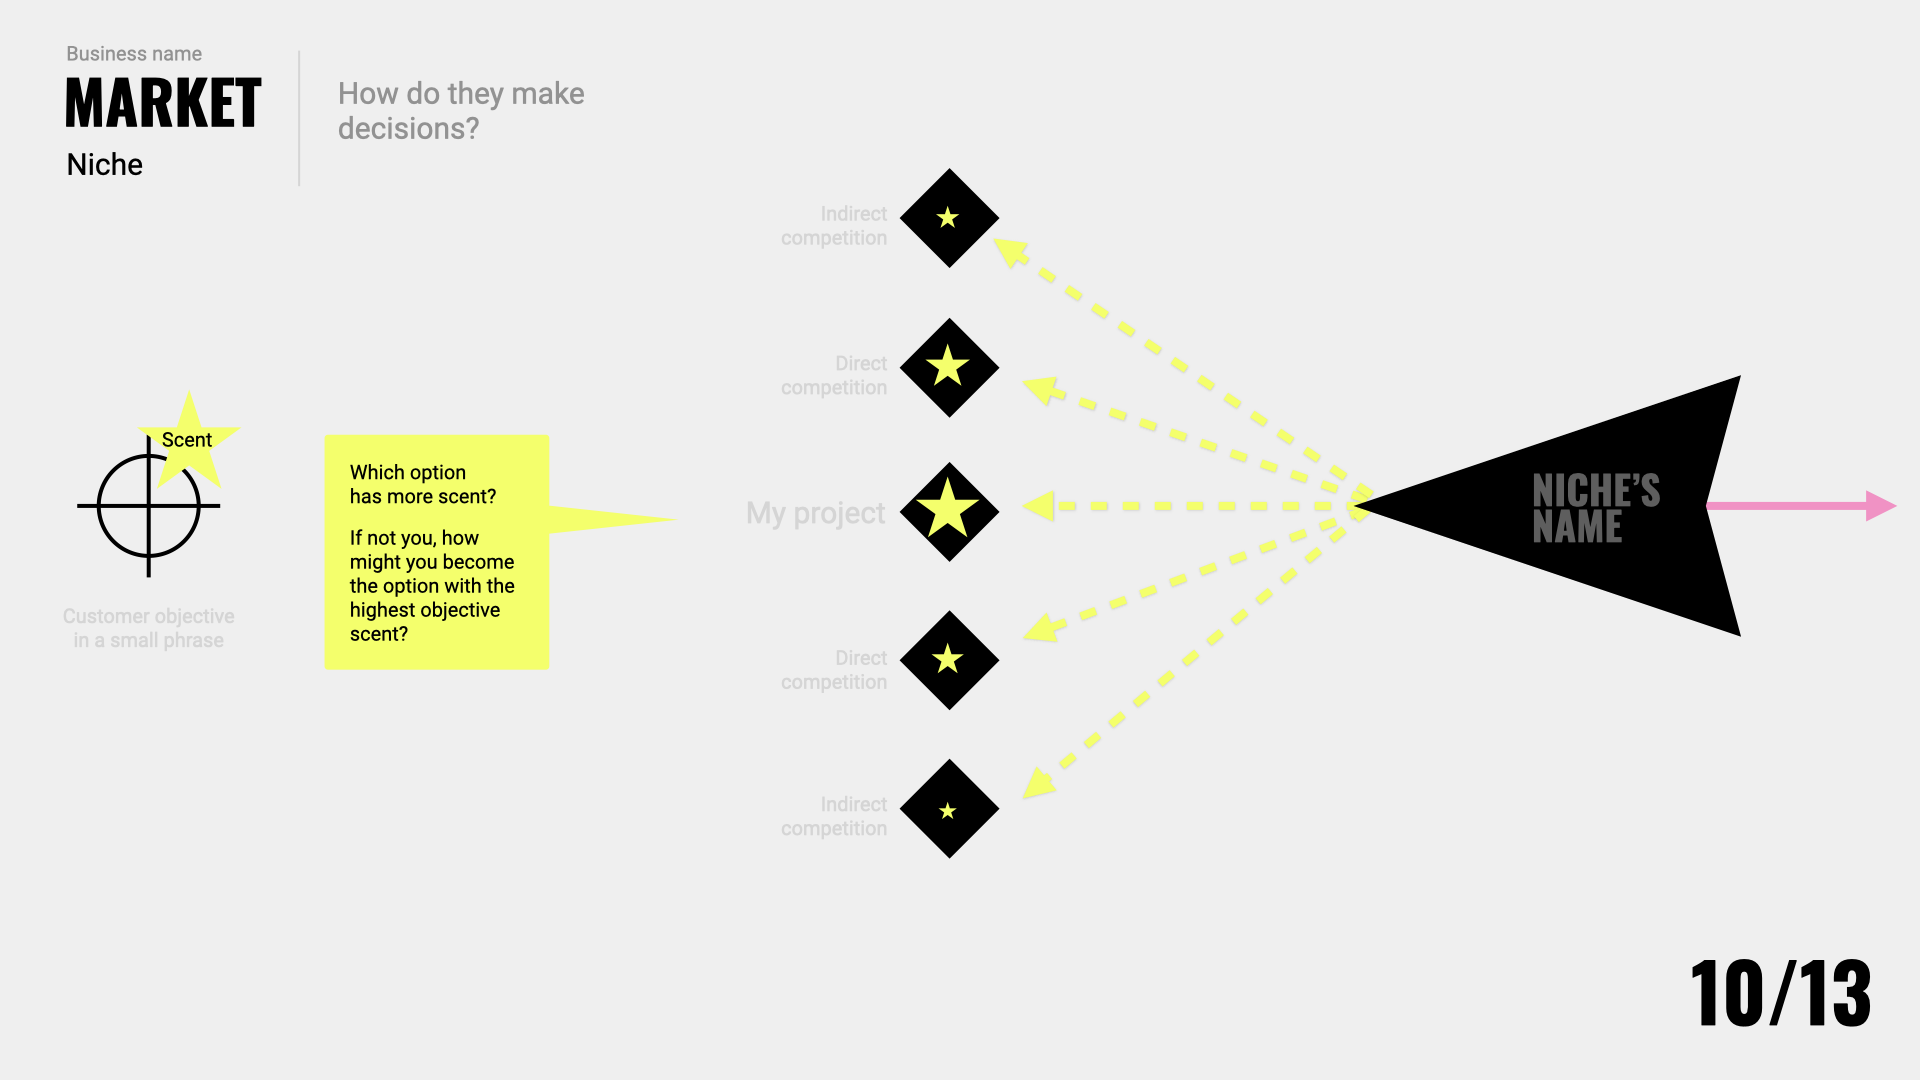 Business name
MARKET
Niche
How do they make
decisions?
Indirect
competition
Direct
competition
Scent
Customer objective
in a small phrase
Which option
has more scent?
If not you, how
might you become
the option with the
highest objective
scent?
My project
NICHE’S
NAME
Direct
competition
Indirect
competition
10/13